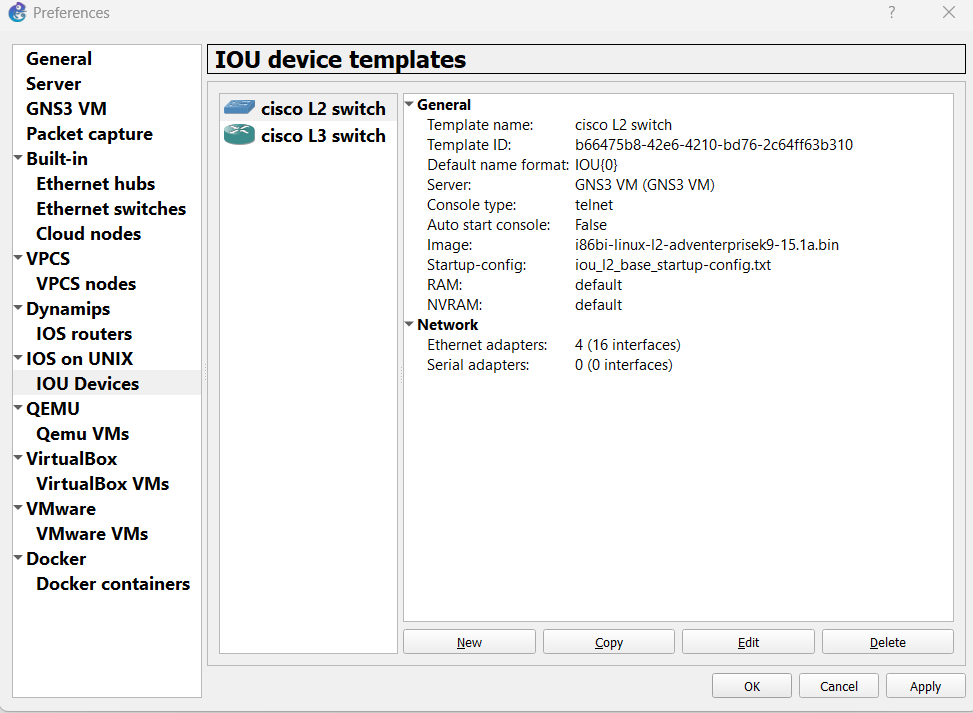 Preferences
?
General
Server
GNS3 VM
Packet capture
Built-in
Ethernet hubs
Ethernet switches
Cloud nodes
VPCS
VPCS nodes
Dynamips
IOS routers
IOS on UNIX
IOU Devices
QEMU
Qemu VMs
VirtualBox
VirtualBox VMs
VMware
VMware VMs
Docker
Docker containers
IOU device templates
cisco L2 switch
cisco L3 switch
General
Template name: cisco L2 switch
Template ID: b66475b8-42e6-4210-bd76-2c64ff63b310
Default name format: IOU{0}
Server: GNS3 VM (GNS3 VM)
Console type: telnet
Auto start console: False
Image: i86bi-linux-l2-adventerprisek9-15.1a.bin
Startup-config: iou_l2_base_startup-config.txt
RAM: default
NVRAM: default
Network
Ethernet adapters: 4 (16 interfaces)
Serial adapters: 0 (0 interfaces)
New Copy Edit Delete
OK Cancel Apply